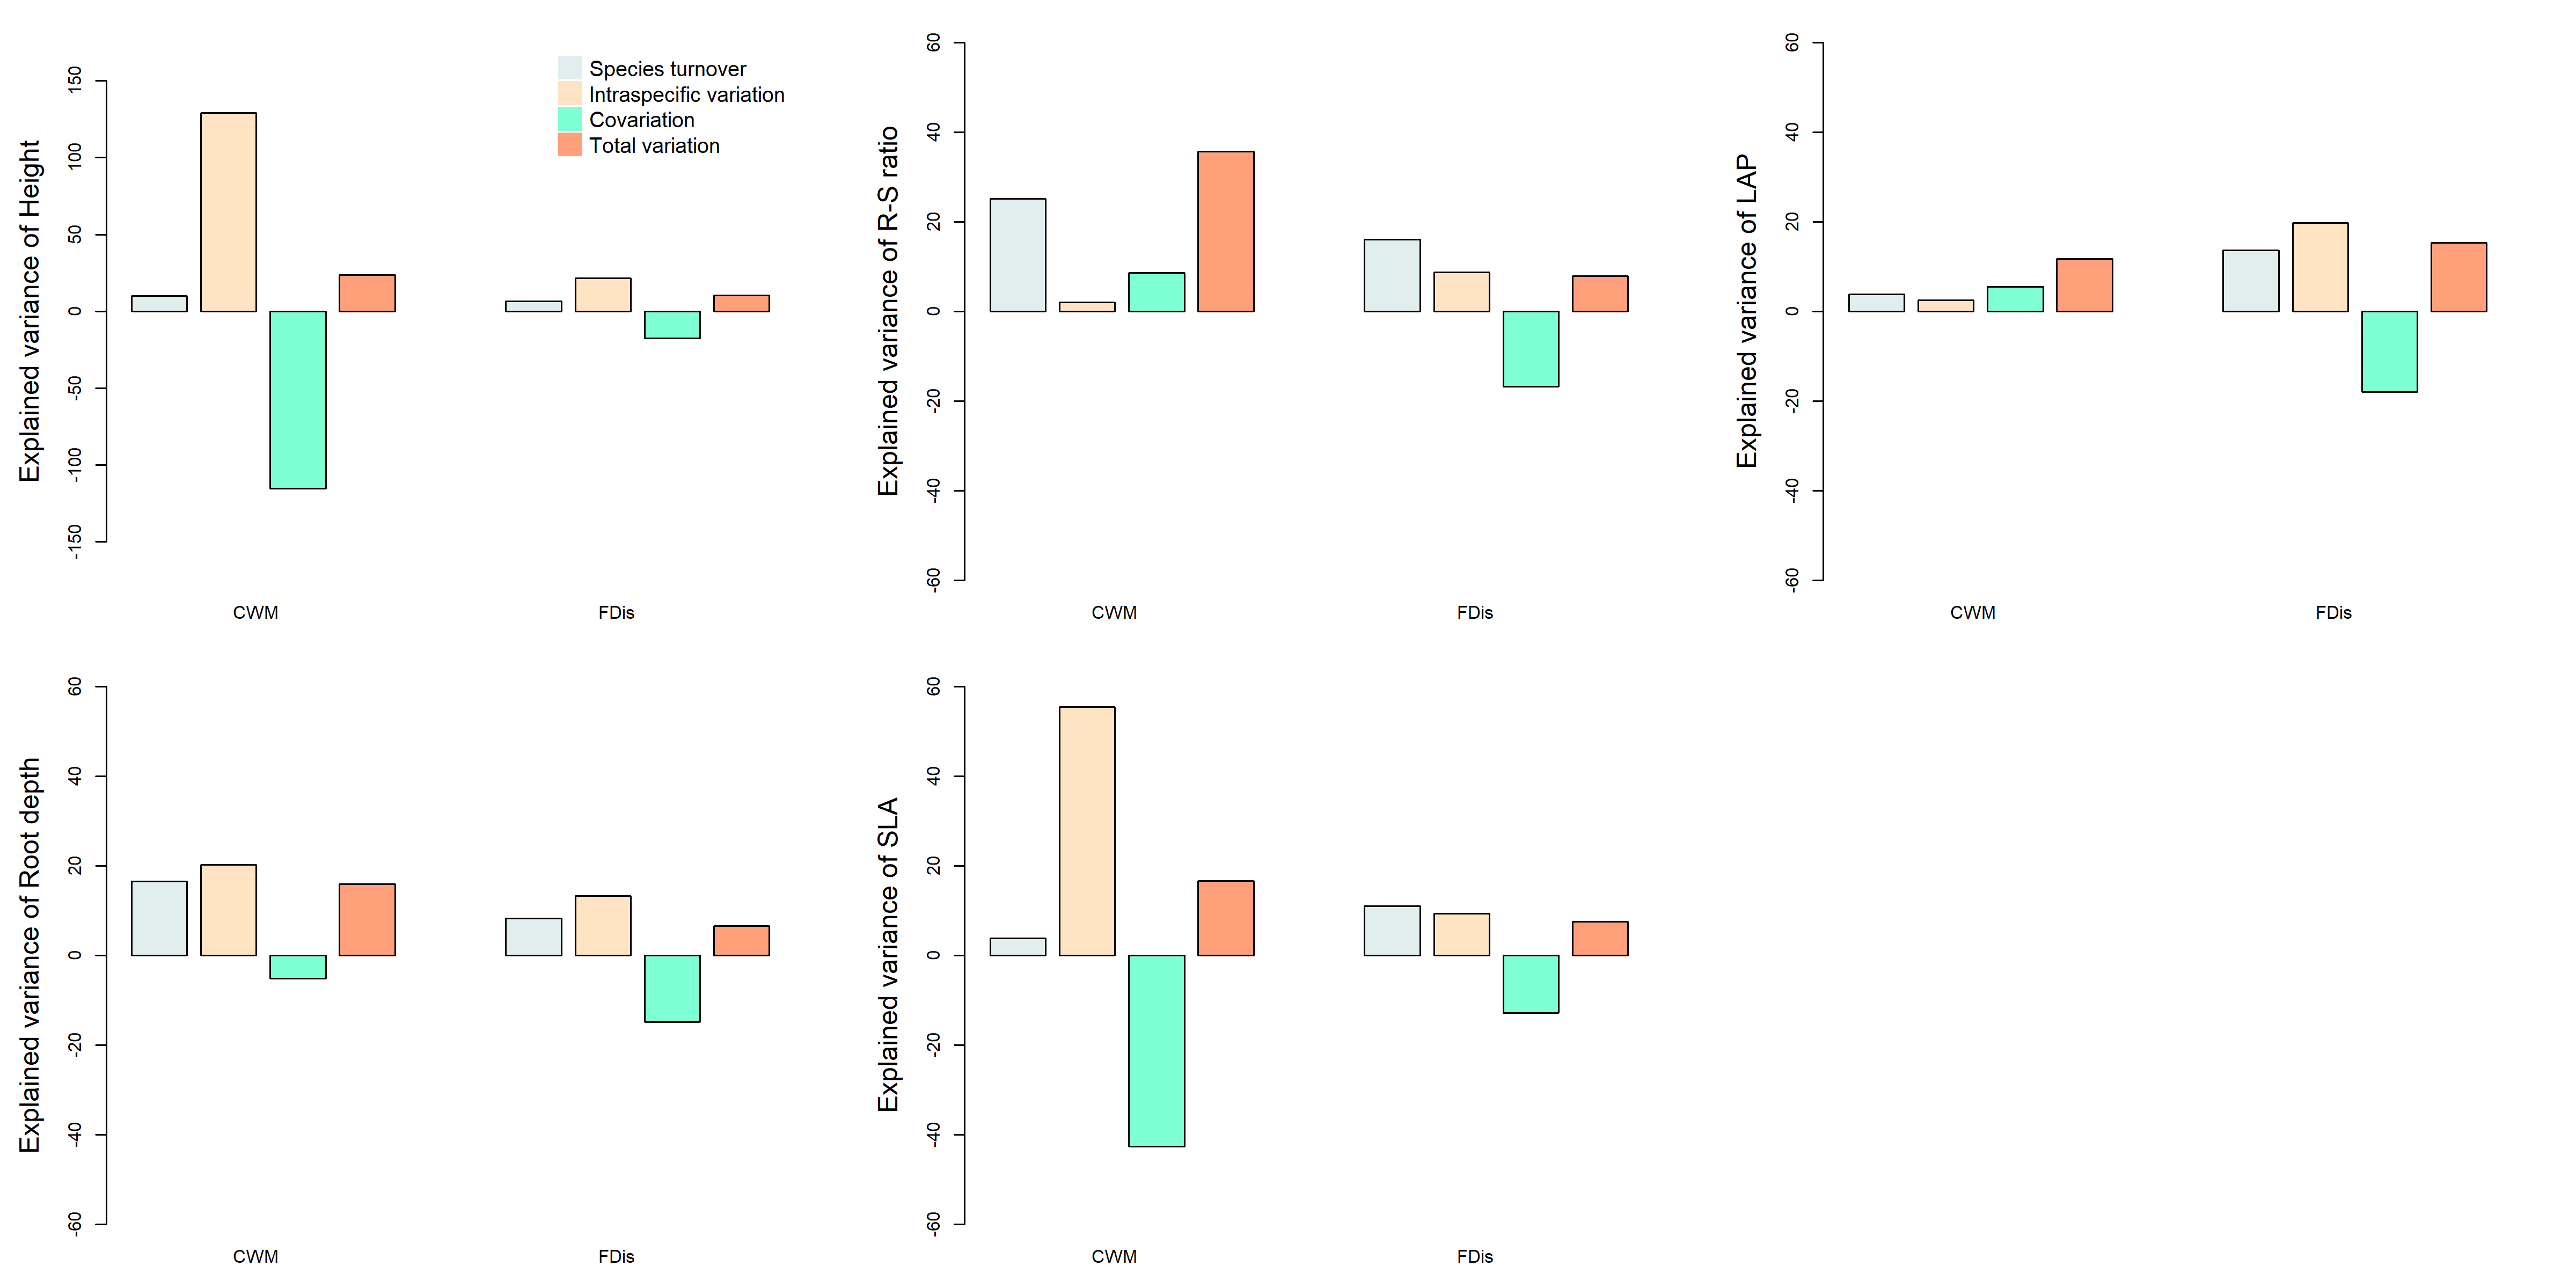 Explained variance of Height
150
100
50
0
-50
-100
-150
CWM
FDis
Species turnover
Intraspecific variation
Covariation
Total variation
Explained variance of R-S ratio
60
40
20
0
-20
-40
-60
CWM
FDis
Explained variance of LAP
60
40
20
0
-20
-40
-60
CWM
FDis
Explained variance of Root depth
60
40
20
0
-20
-40
-60
CWM
FDis
Explained variance of SLA
60
40
20
0
-20
-40
-60
CWM
FDis